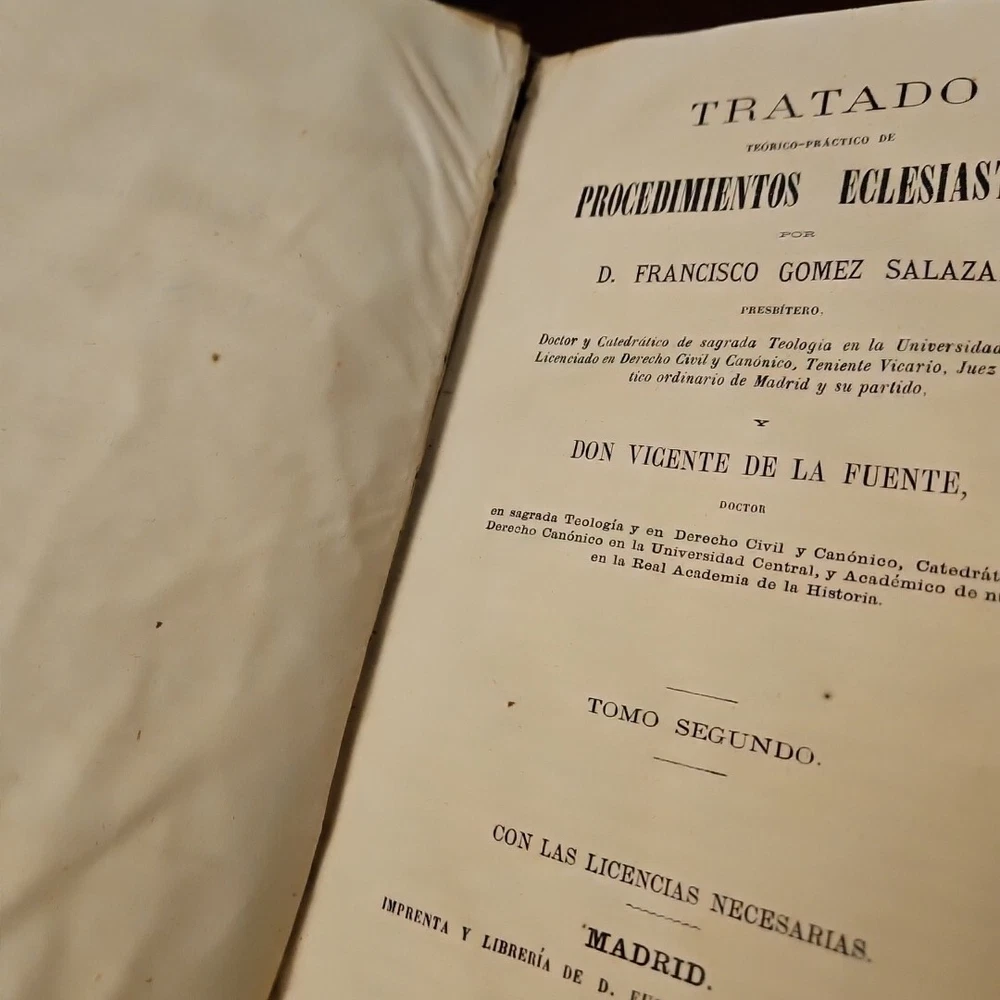 TRATADO
TEÓRICO-PRÁCTICO DE
PROCEDIMIENTOS ECLESIAST
POR
D. FRANCISCO GOMEZ SALAZA
PRESBÍTERO,
Doctor y Catedrático de sagrada Teología en la Universidad
Licenciado en Derecho Civil y Canónico, Teniente Vicario, Juez
tico ordinario de Madrid y su partido,
Y
DON VICENTE DE LA FUENTE,
DOCTOR
en sagrada Teología y en Derecho Civil y Canónico, Catedrát
Derecho Canónico en la Universidad Central, y Académico de
en la Real Academia de la Historia.
TOMO SEGUNDO.
CON LAS LICENCIAS NECESARIAS.
MADRID.
IMPRENTA Y LIBRERÍA DE D.